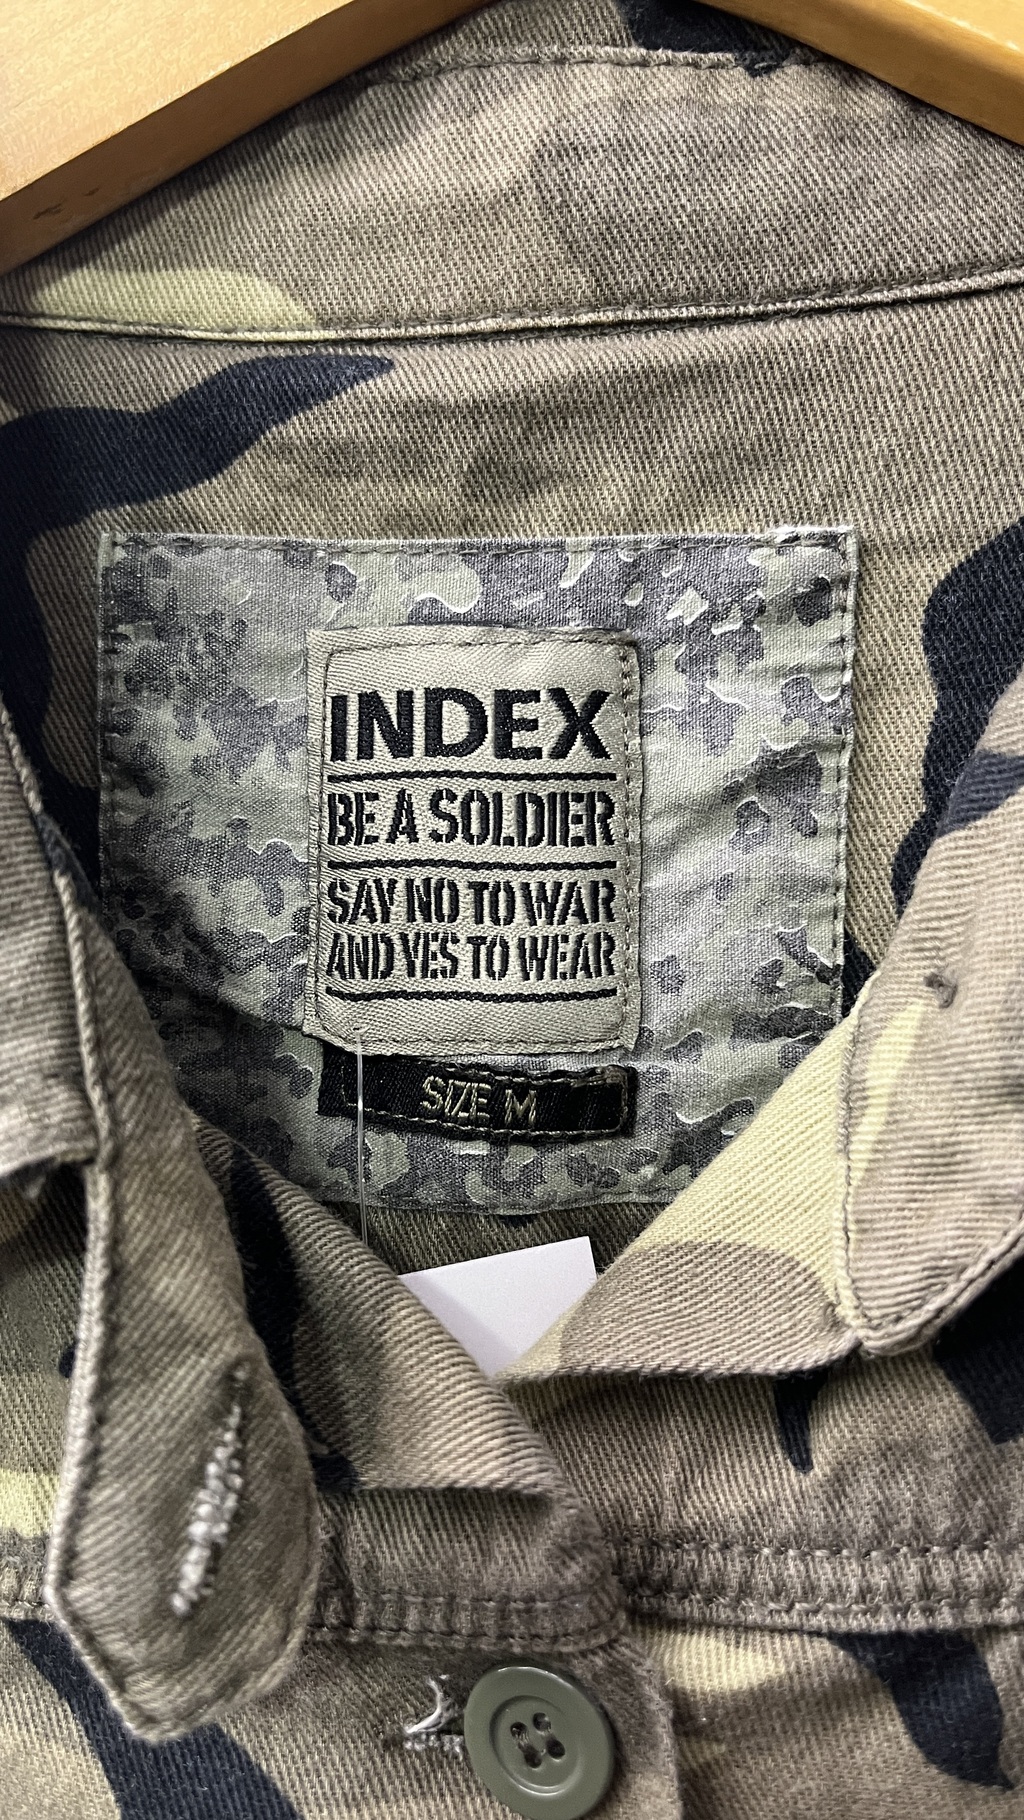 INDEX
BE A SOLDIER
SAY NO TO WAR
AND YES TO WEAR
SIZE M